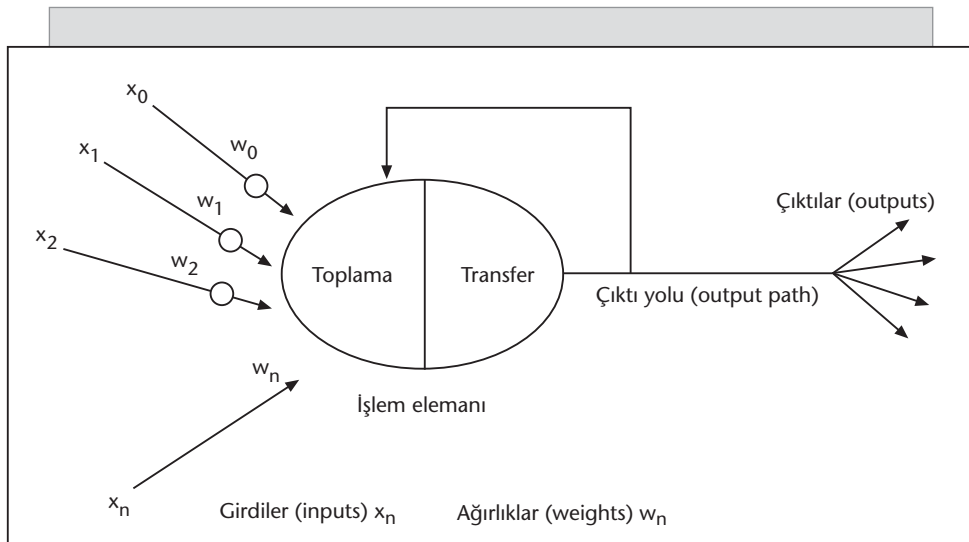 x0
w0
x1
w1
x2
w2
Çıktılar (outputs)
Toplama
Transfer
Çıktı yolu (output path)
wn
İşlem elemanı
xn
Girdiler (inputs) xn
Ağırlıklar (weights) wn